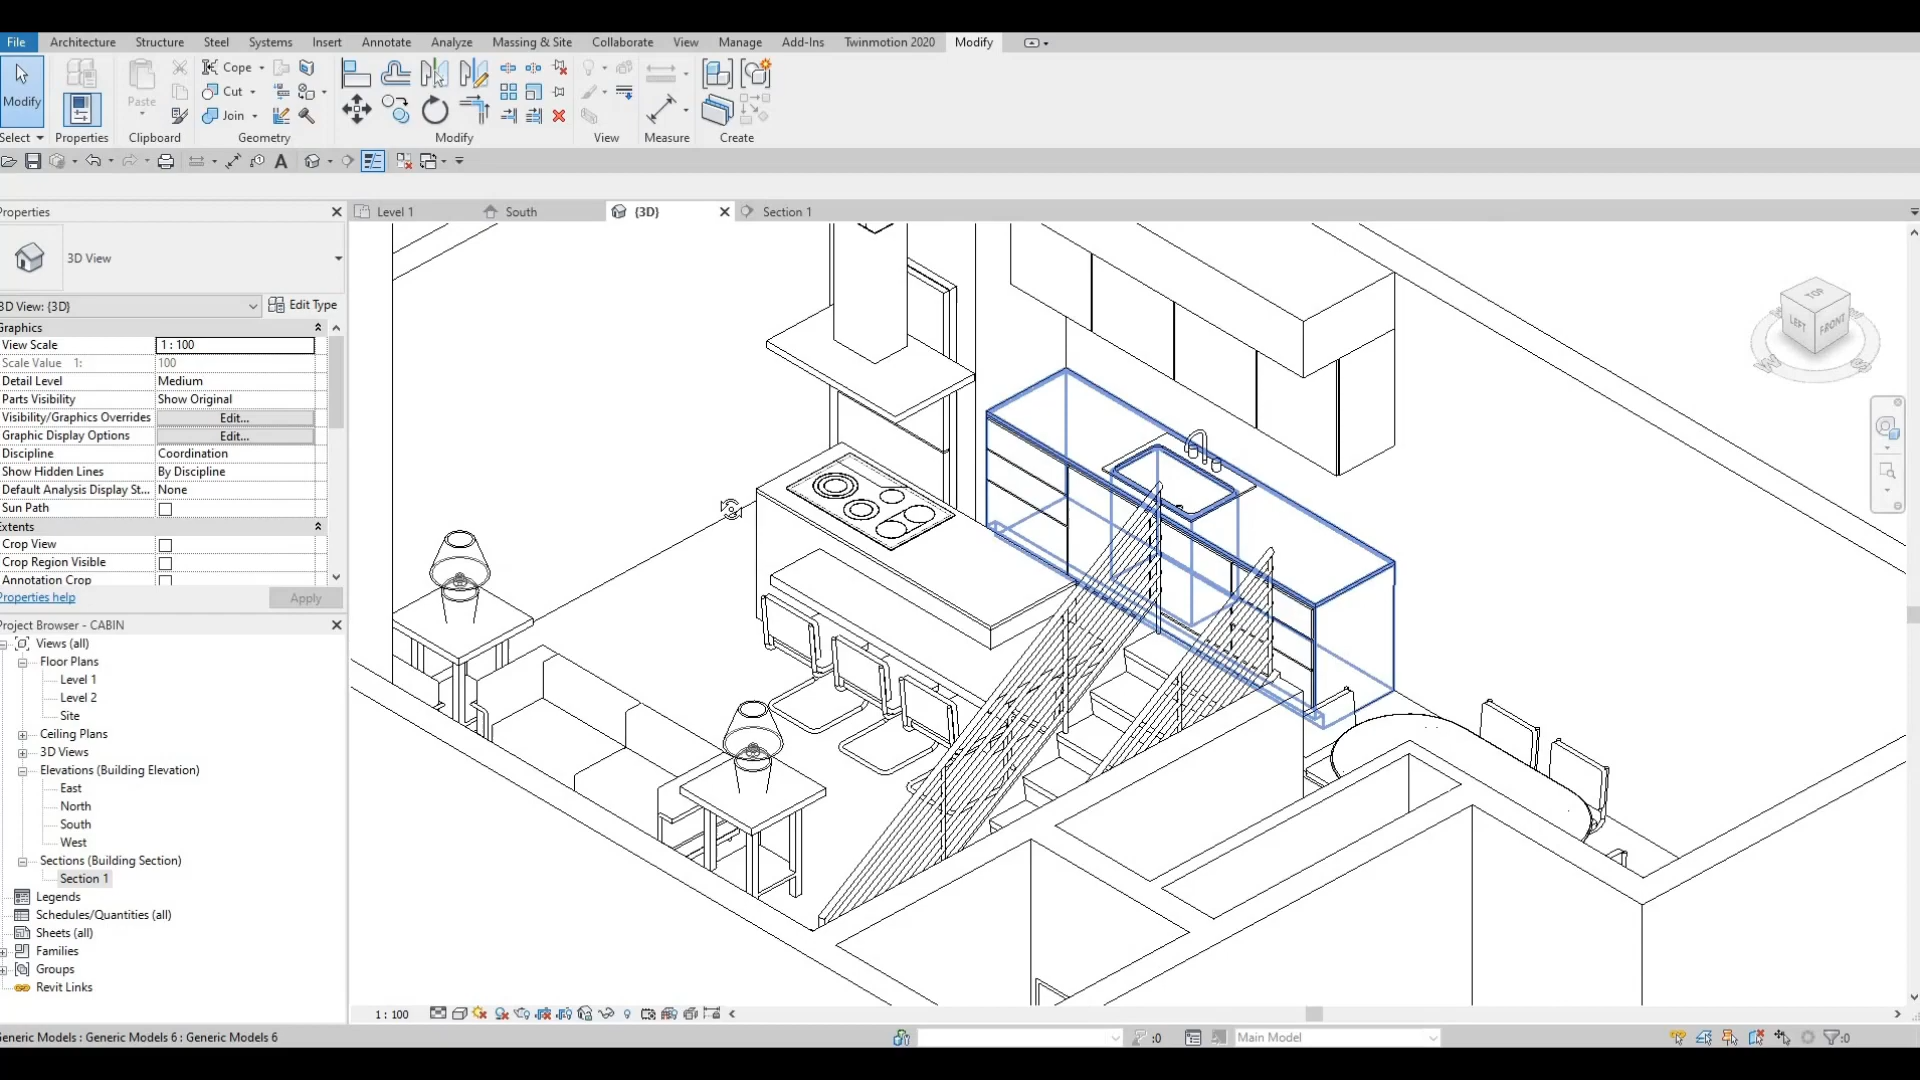 File Architecture Structure Steel Systems Insert Annotate Analyze Massing & Site Collaborate View Manage Add-Ins Twinmotion 2020 Modify
Modify
Paste
Cope
Cut
Join
Select Properties Clipboard Geometry Modify View Measure Create
Properties
Level 1 South {3D} Section 1
3D View
3D View: {3D} Edit Type
Graphics
View Scale 1 : 100
Scale Value 1: 100
Detail Level Medium
Parts Visibility Show Original
Visibility/Graphics Overrides Edit...
Graphic Display Options Edit...
Discipline Coordination
Show Hidden Lines By Discipline
Default Analysis Display St... None
Sun Path
Extents
Crop View
Crop Region Visible
Annotation Crop
Properties help Apply
Project Browser - CABIN
Views (all)
Floor Plans
Level 1
Level 2
Site
Ceiling Plans
3D Views
Elevations (Building Elevation)
East
North
South
West
Sections (Building Section)
Section 1
Legends
Schedules/Quantities (all)
Sheets (all)
Families
Groups
Revit Links
TOP
LEFT FRONT
W S
1 : 100
Generic Models : Generic Models 6 : Generic Models 6 :0 Main Model :0